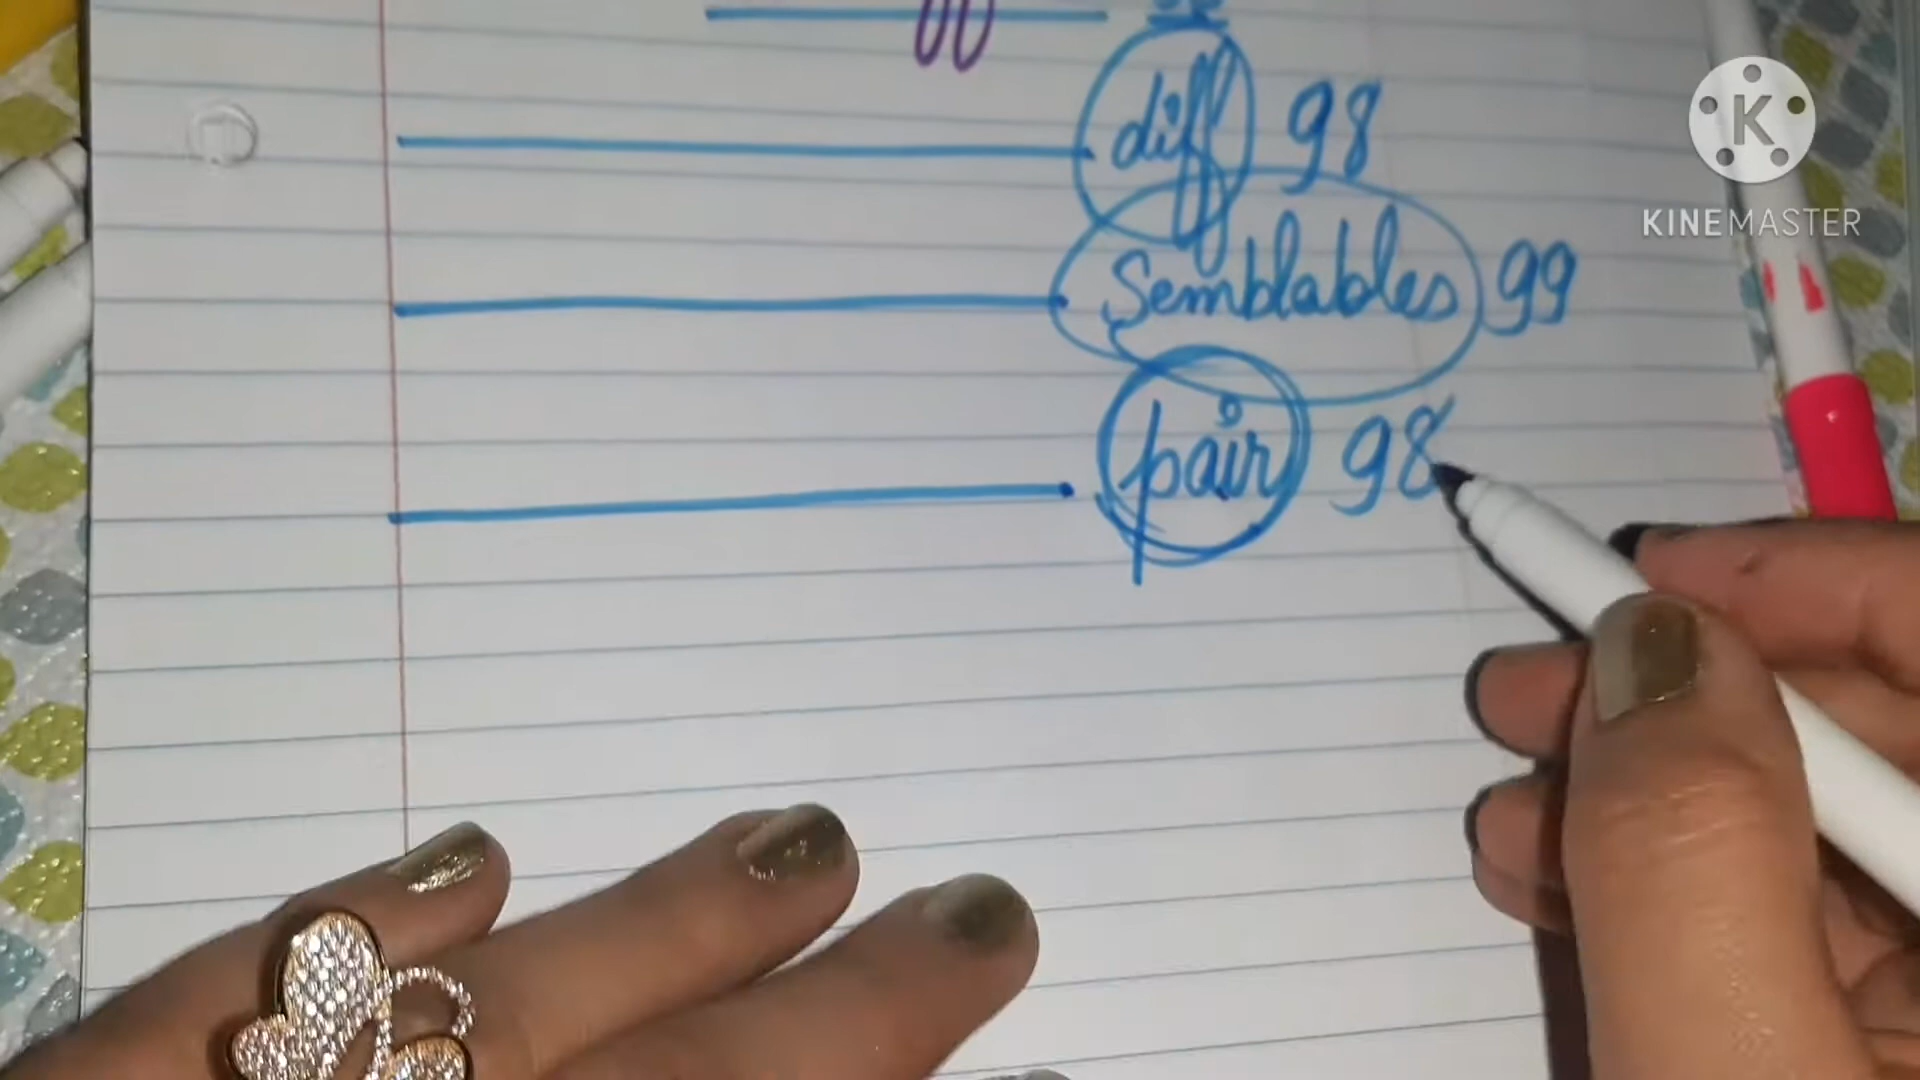 diff 98
K
KINEMASTER
Semblables 99
pair 98